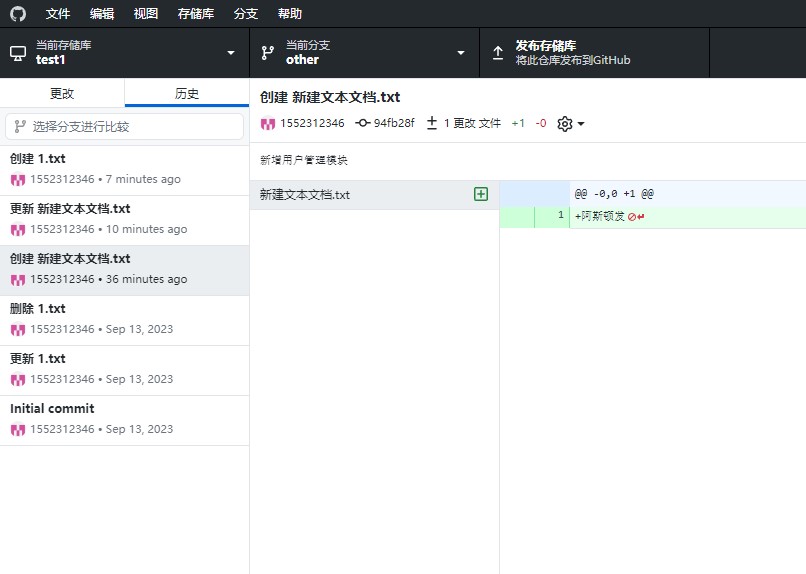 文件 编辑 视图 存储库 分支 帮助
当前存储库
test1
当前分支
other
发布存储库
将此仓库发布到GitHub
更改 历史
选择分支进行比较
创建 1.txt
1552312346 • 7 minutes ago
更新 新建文本文档.txt
1552312346 • 10 minutes ago
创建 新建文本文档.txt
1552312346 • 36 minutes ago
删除 1.txt
1552312346 • Sep 13, 2023
更新 1.txt
1552312346 • Sep 13, 2023
Initial commit
1552312346 • Sep 13, 2023
创建 新建文本文档.txt
1552312346 94fb28f 1 更改 文件 +1 -0
新增用户管理模块
新建文本文档.txt
@@ -0,0 +1 @@
1 +阿斯顿发